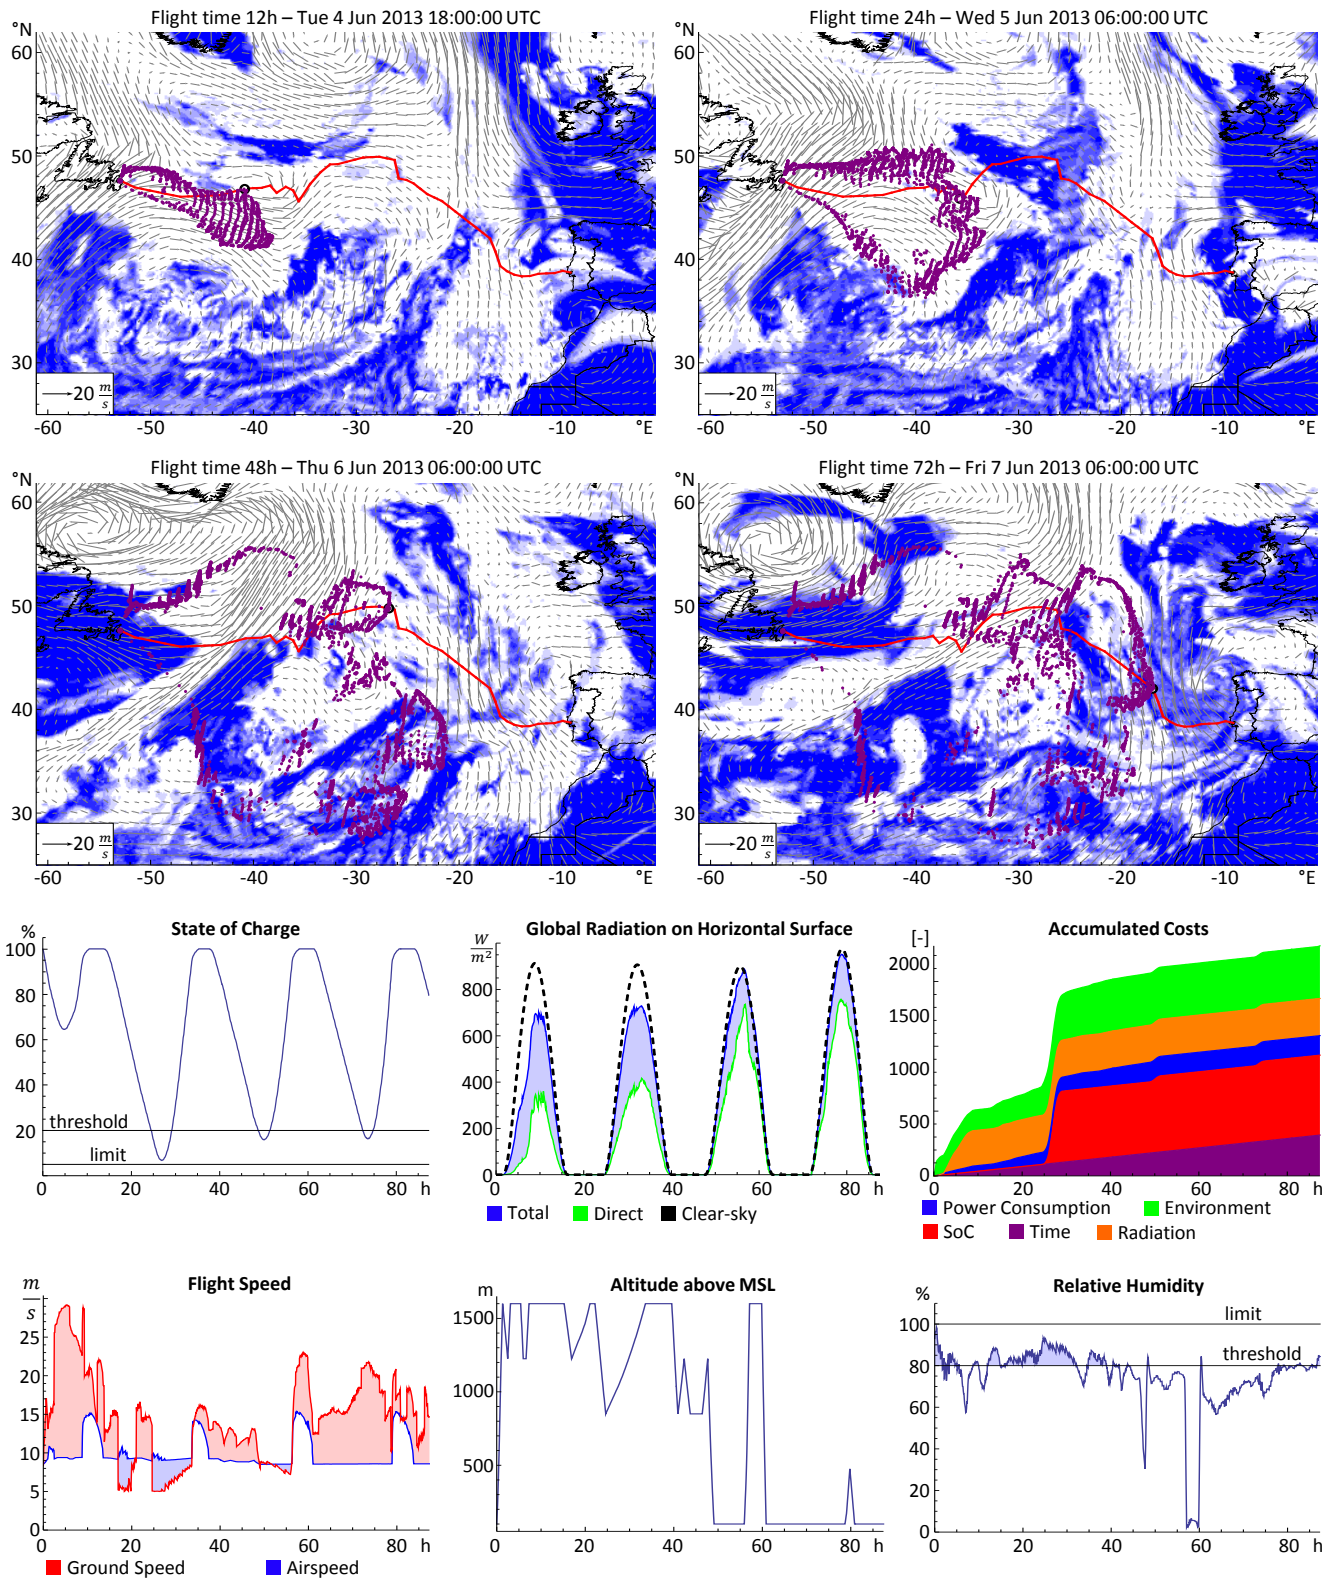 Flight time 12h – Tue 4 Jun 2013 18:00:00 UTC
°N
60
50
40
30
20 m/s
-60 -50 -40 -30 -20 -10 °E
Flight time 24h – Wed 5 Jun 2013 06:00:00 UTC
°N
60
50
40
30
20 m/s
-60 -50 -40 -30 -20 -10 °E
Flight time 48h – Thu 6 Jun 2013 06:00:00 UTC
°N
60
50
40
30
20 m/s
-60 -50 -40 -30 -20 -10 °E
Flight time 72h – Fri 7 Jun 2013 06:00:00 UTC
°N
60
50
40
30
20 m/s
-60 -50 -40 -30 -20 -10 °E
State of Charge
%
100
80
60
40
20
threshold
limit
0 20 40 60 80 h
Global Radiation on Horizontal Surface
W/m²
800
600
400
200
0
0 20 40 60 80 h
Total Direct Clear-sky
Accumulated Costs
[-]
2000
1500
1000
500
0
0 20 40 60 80 h
Power Consumption Environment
SoC Time Radiation
Flight Speed
m/s
25
20
15
10
5
0
0 20 40 60 80 h
Ground Speed Airspeed
Altitude above MSL
m
1500
1000
500
0 20 40 60 80 h
Relative Humidity
%
100
80
60
40
20
0
limit
threshold
0 20 40 60 80 h